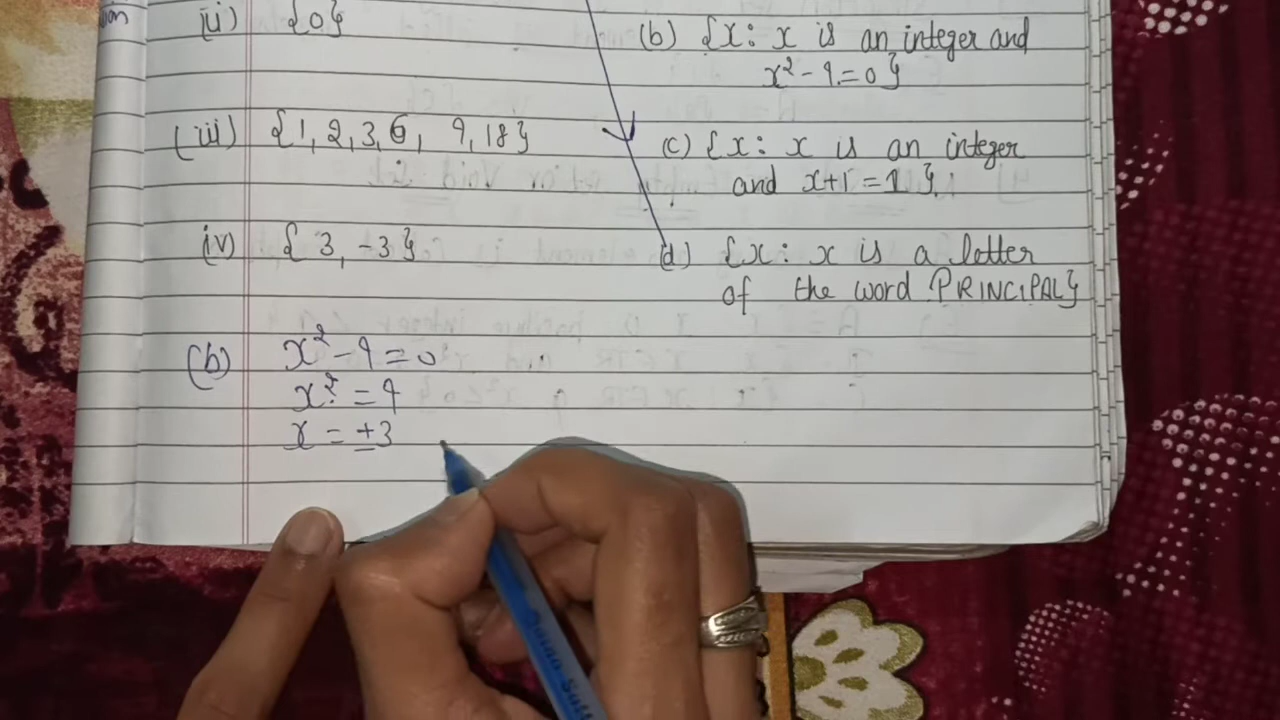 (ii) {0}
(b) {x : x is an integer and
x² - 9 = 0}
(iii) {1, 2, 3, 6, 9, 18}
(c) {x : x is an integer
and x + 1 = 1}.
(iv) {3, -3}
(d) {x : x is a letter
of the word PRINCIPAL}
(b) x² - 9 = 0
x² = 9
x = ±3